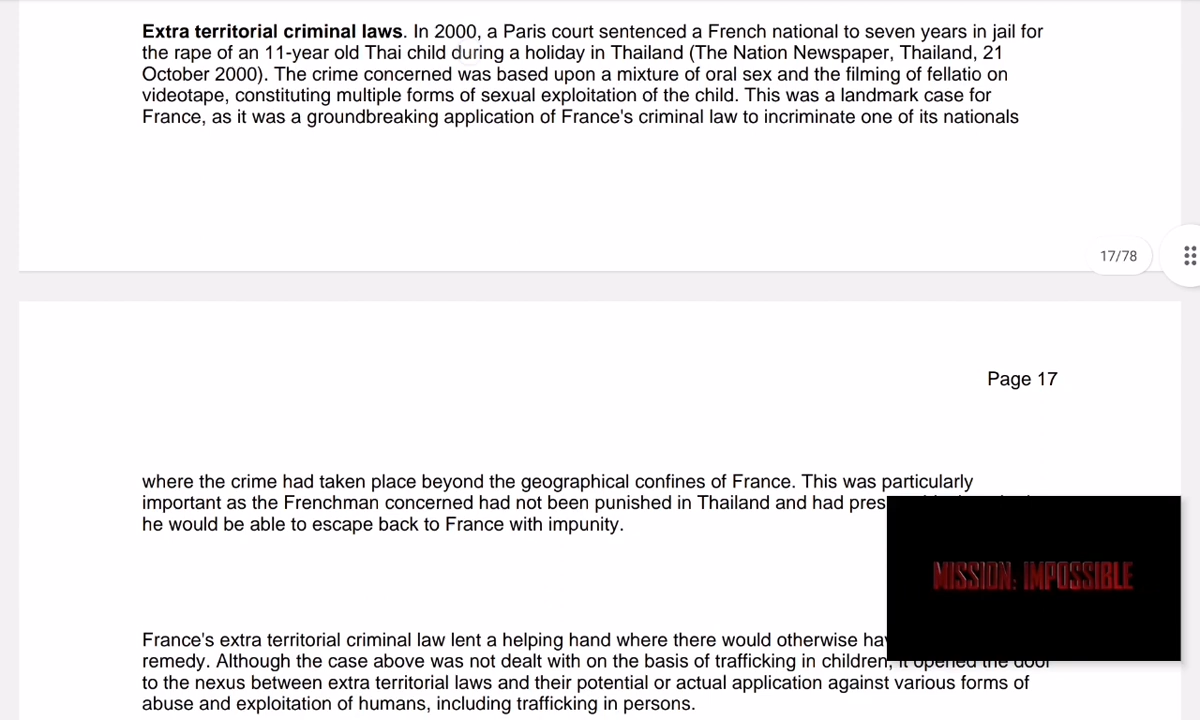 Extra territorial criminal laws. In 2000, a Paris court sentenced a French national to seven years in jail for
the rape of an 11-year old Thai child during a holiday in Thailand (The Nation Newspaper, Thailand, 21
October 2000). The crime concerned was based upon a mixture of oral sex and the filming of fellatio on
videotape, constituting multiple forms of sexual exploitation of the child. This was a landmark case for
France, as it was a groundbreaking application of France's criminal law to incriminate one of its nationals
17/78
Page 17
where the crime had taken place beyond the geographical confines of France. This was particularly
important as the Frenchman concerned had not been punished in Thailand and had
he would be able to escape back to France with impunity.
MISSION: IMPOSSIBLE
France's extra territorial criminal law lent a helping hand where there would otherwise
remedy. Although the case above was not dealt with on the basis of trafficking in children, it opened the door
to the nexus between extra territorial laws and their potential or actual application against various forms of
abuse and exploitation of humans, including trafficking in persons.